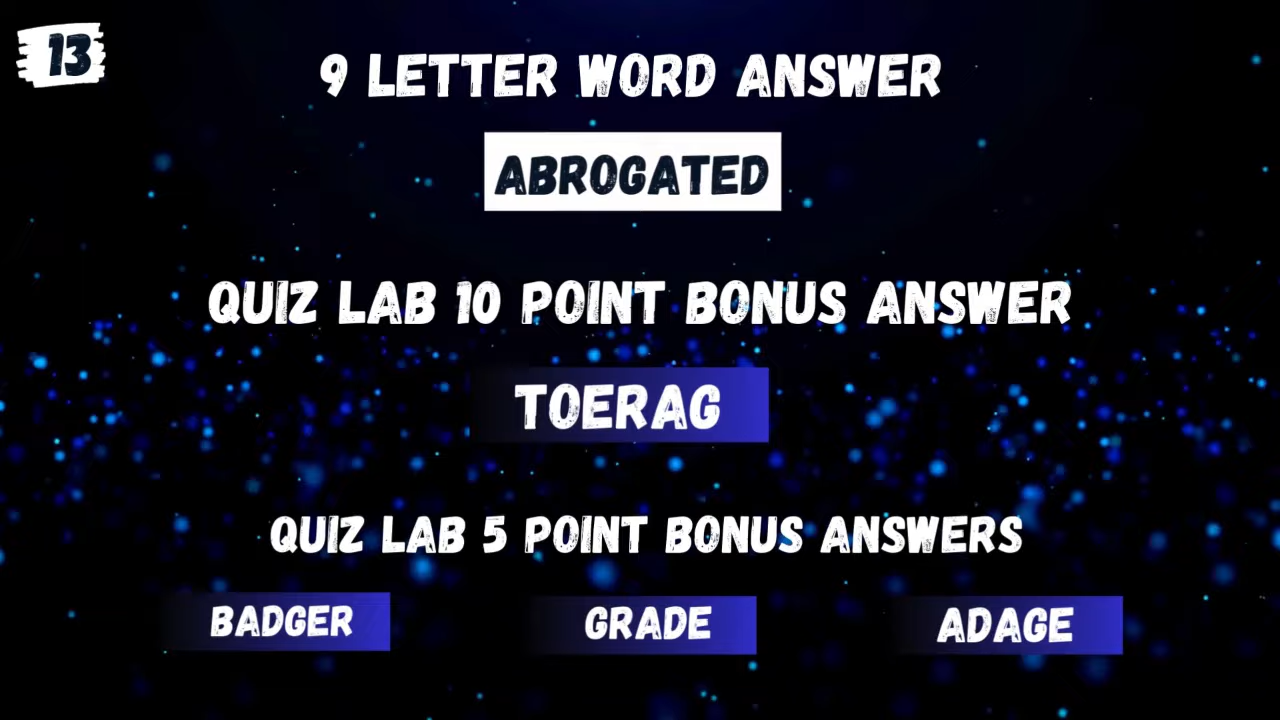 13
9 LETTER WORD ANSWER
ABROGATED
QUIZ LAB 10 POINT BONUS ANSWER
TOERAG
QUIZ LAB 5 POINT BONUS ANSWERS
BADGER GRADE ADAGE